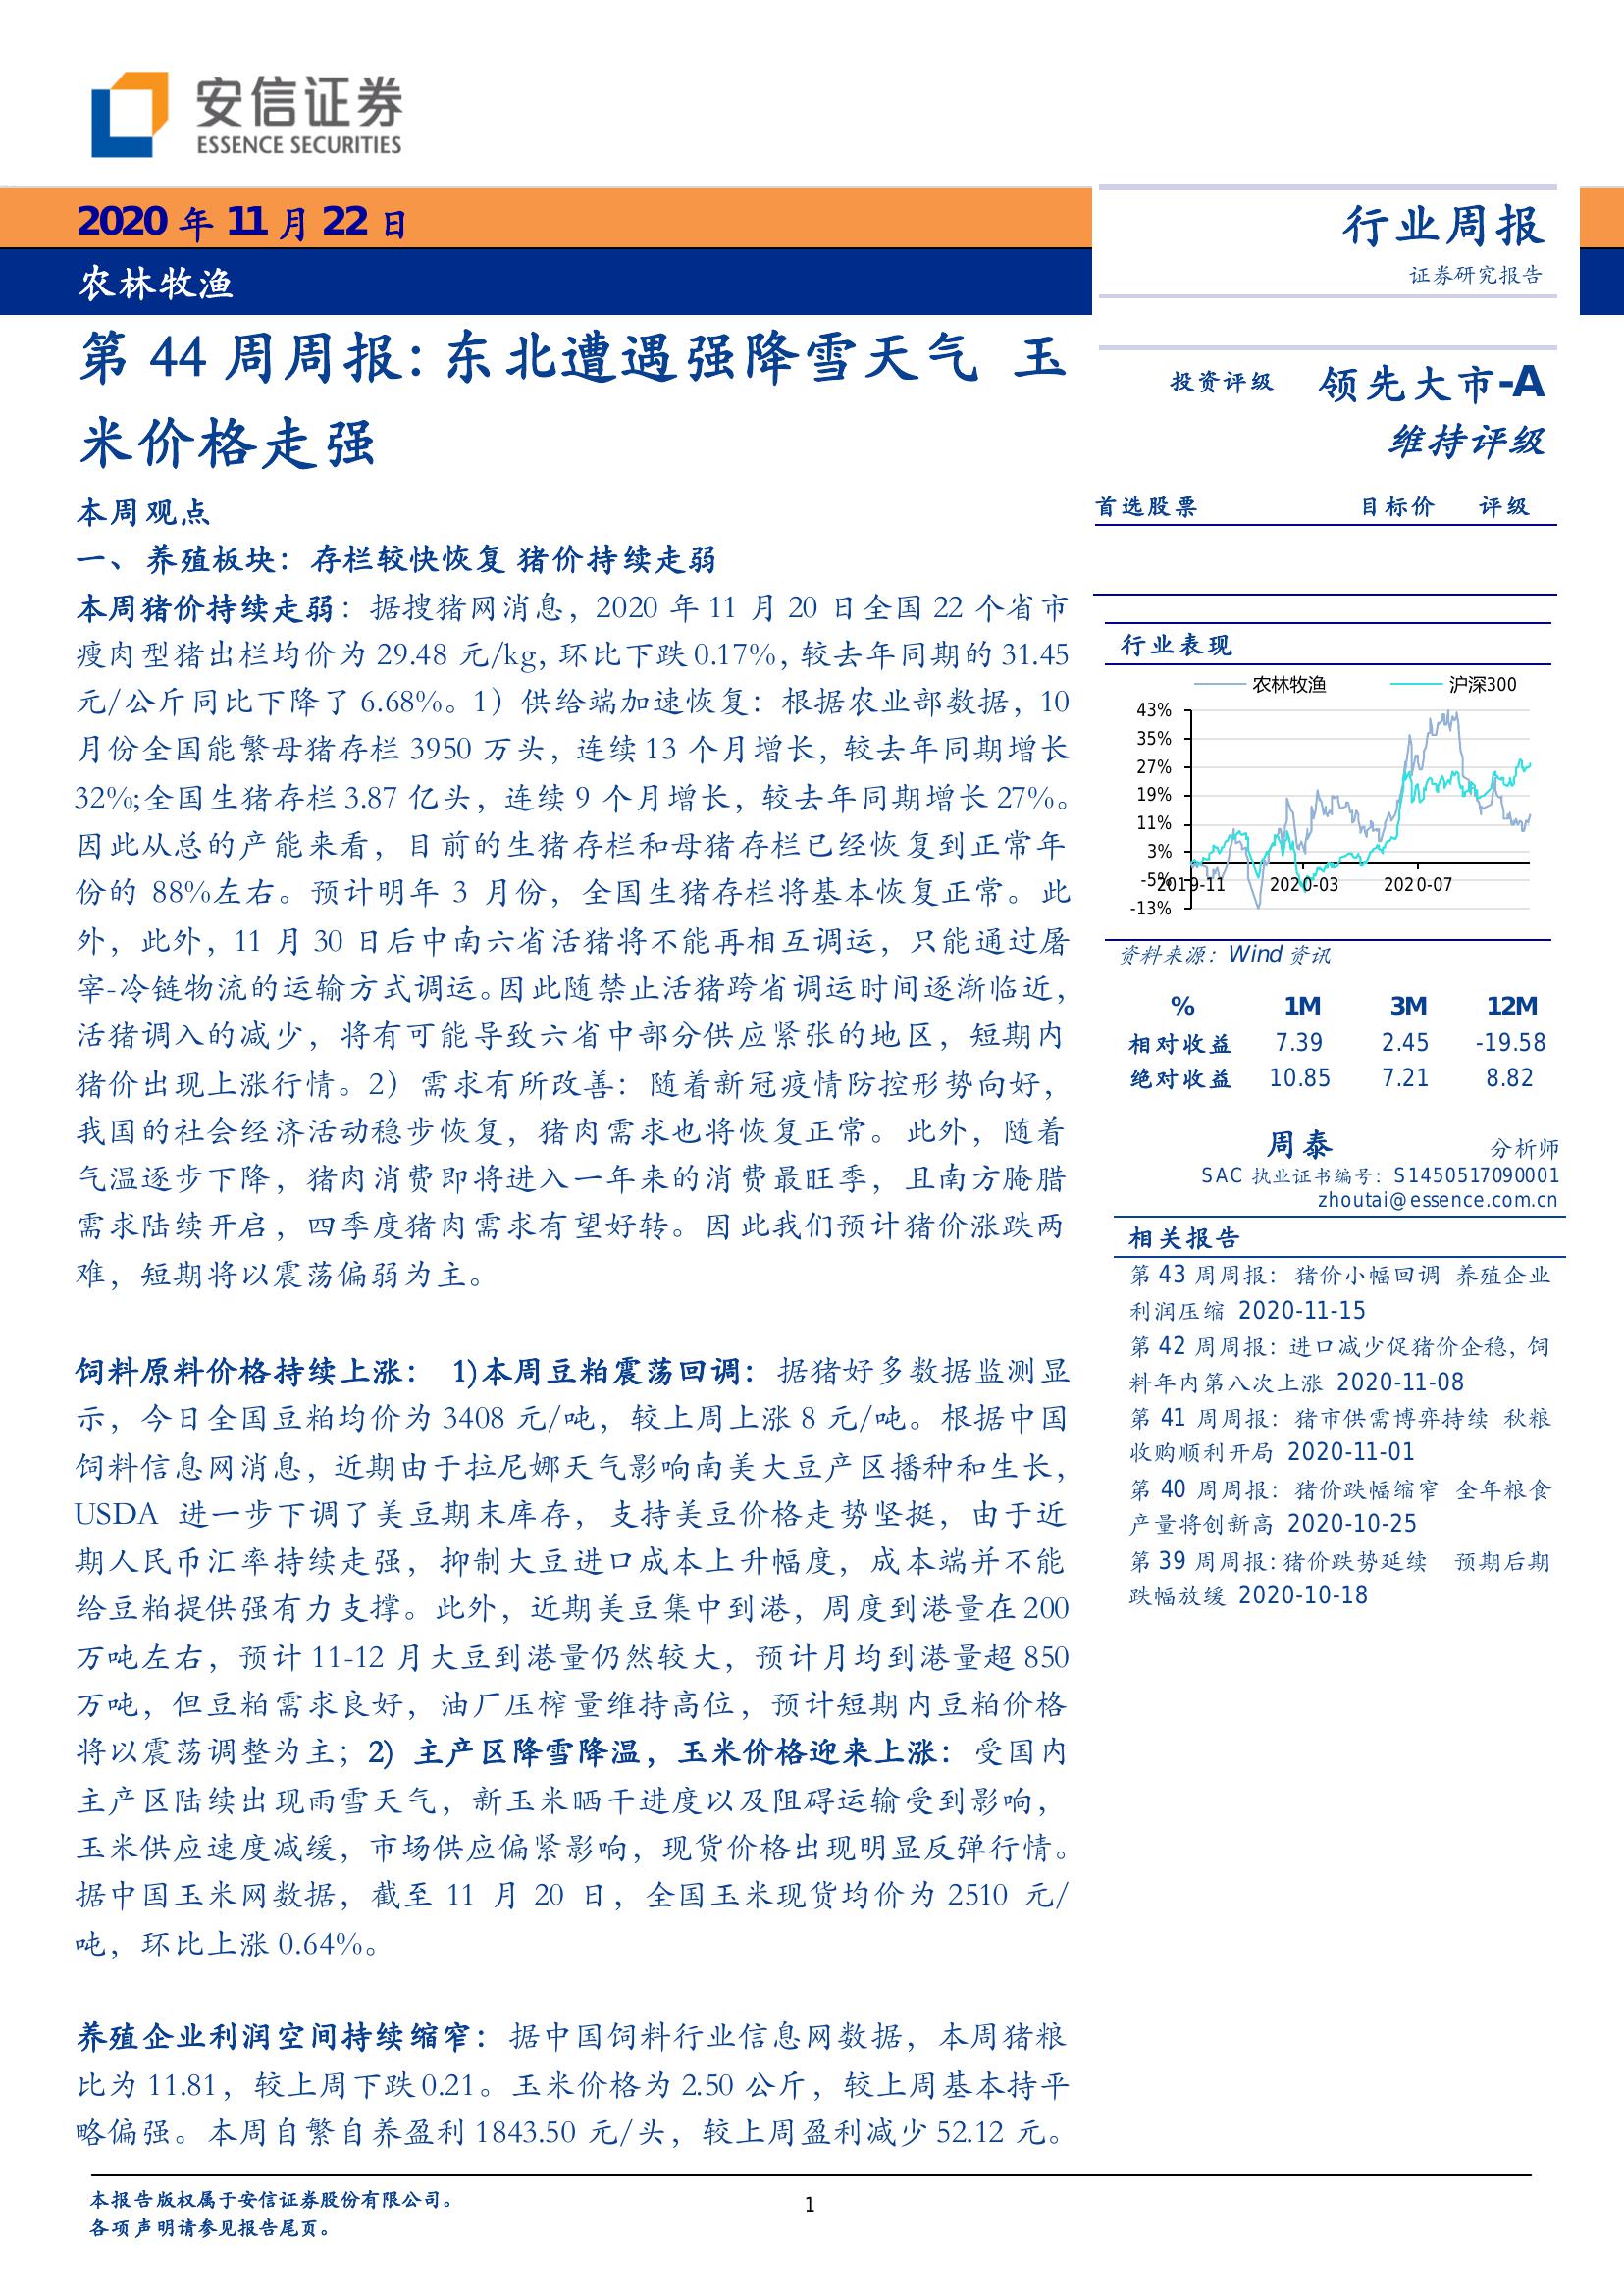 安信证券
ESSENCE SECURITIES
2020 年 11 月 22 日
农林牧渔
行业周报
证券研究报告
第 44 周周报：东北遭遇强降雪天气 玉
米价格走强
本周观点
一、养殖板块：存栏较快恢复 猪价持续走弱
本周猪价持续走弱：据搜猪网消息，2020 年 11 月 20 日全国 22 个省市
瘦肉型猪出栏均价为 29.48 元/kg, 环比下跌 0.17%, 较去年同期的 31.45
元/公斤同比下降了 6.68%。1）供给端加速恢复：根据农业部数据，10
月份全国能繁母猪存栏 3950 万头，连续 13 个月增长，较去年同期增长
32%;全国生猪存栏 3.87 亿头，连续 9 个月增长，较去年同期增长 27%。
因此从总的产能来看，目前的生猪存栏和母猪存栏已经恢复到正常年
份的 88%左右。预计明年 3 月份，全国生猪存栏将基本恢复正常。此
外，此外，11 月 30 日后中南六省活猪将不能再相互调运，只能通过屠
宰-冷链物流的运输方式调运。因此随禁止活猪跨省调运时间逐渐临近，
活猪调入的减少，将有可能导致六省中部分供应紧张的地区，短期内
猪价出现上涨行情。2）需求有所改善：随着新冠疫情防控形势向好，
我国的社会经济活动稳步恢复，猪肉需求也将恢复正常。此外，随着
气温逐步下降，猪肉消费即将进入一年来的消费最旺季，且南方腌腊
需求陆续开启，四季度猪肉需求有望好转。因此我们预计猪价涨跌两
难，短期将以震荡偏弱为主。
饲料原料价格持续上涨： 1)本周豆粕震荡回调：据猪好多数据监测显
示，今日全国豆粕均价为 3408 元/吨，较上周上涨 8 元/吨。根据中国
饲料信息网消息，近期由于拉尼娜天气影响南美大豆产区播种和生长，
USDA 进一步下调了美豆期末库存，支持美豆价格走势坚挺，由于近
期人民币汇率持续走强，抑制大豆进口成本上升幅度，成本端并不能
给豆粕提供强有力支撑。此外，近期美豆集中到港，周度到港量在 200
万吨左右，预计 11-12 月大豆到港量仍然较大，预计月均到港量超 850
万吨，但豆粕需求良好，油厂压榨量维持高位，预计短期内豆粕价格
将以震荡调整为主；2) 主产区降雪降温，玉米价格迎来上涨：受国内
主产区陆续出现雨雪天气，新玉米晒干进度以及阻碍运输受到影响，
玉米供应速度减缓，市场供应偏紧影响，现货价格出现明显反弹行情。
据中国玉米网数据，截至 11 月 20 日，全国玉米现货均价为 2510 元/
吨，环比上涨 0.64%。
养殖企业利润空间持续缩窄：据中国饲料行业信息网数据，本周猪粮
比为 11.81，较上周下跌 0.21。玉米价格为 2.50 公斤，较上周基本持平
略偏强。本周自繁自养盈利 1843.50 元/头，较上周盈利减少 52.12 元。
投资评级 领先大市-A
维持评级
首选股票 目标价 评级
行业表现
农林牧渔 沪深300
43%
35%
27%
19%
11%
3%
-5%
-13%
2019-11 2020-03 2020-07
资料来源：Wind 资讯
% 1M 3M 12M
相对收益 7.39 2.45 -19.58
绝对收益 10.85 7.21 8.82
周泰 分析师
SAC 执业证书编号：S1450517090001
zhoutai@essence.com.cn
相关报告
第 43 周周报：猪价小幅回调 养殖企业
利润压缩 2020-11-15
第 42 周周报：进口减少促猪价企稳，饲
料年内第八次上涨 2020-11-08
第 41 周周报：猪市供需博弈持续 秋粮
收购顺利开局 2020-11-01
第 40 周周报：猪价跌幅缩窄 全年粮食
产量将创新高 2020-10-25
第 39 周周报：猪价跌势延续 预期后期
跌幅放缓 2020-10-18
本报告版权属于安信证券股份有限公司。
各项声明请参见报告尾页。
1